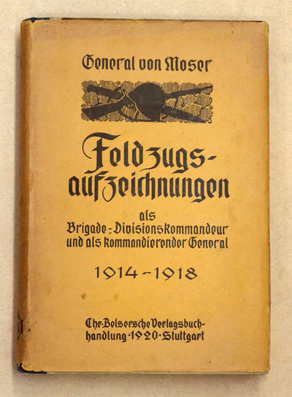 General von Moser
Feldzugs-
aufzeichnungen
als
Brigade-Divisionskommandeur
und als kommandierender General
1914-1918
Chr. Belsersche Verlagsbuch-
handlung · 1920 · Stuttgart